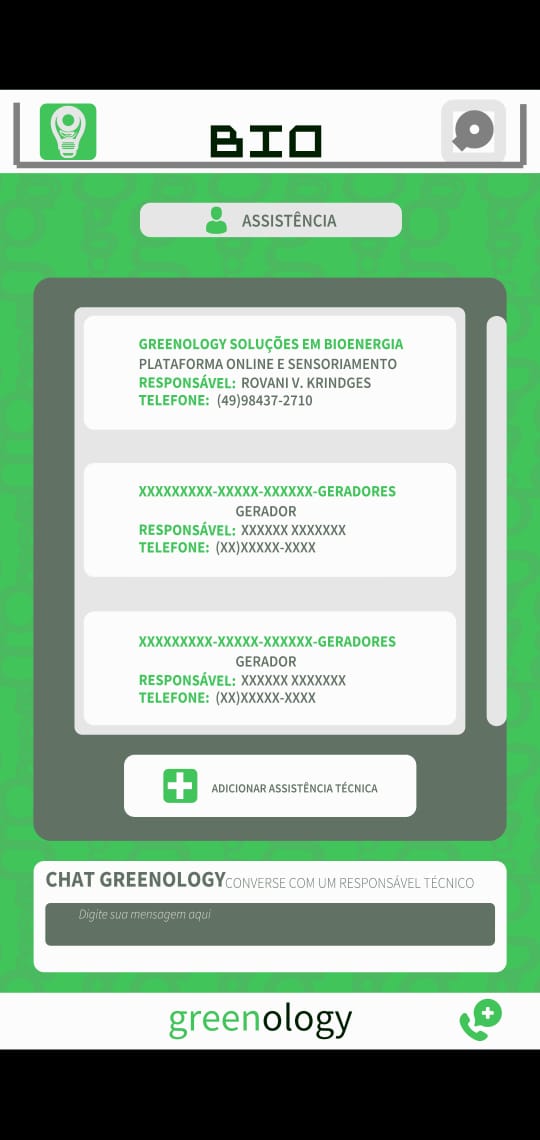 BIO
ASSISTÊNCIA
GREENOLOGY SOLUÇÕES EM BIOENERGIA
PLATAFORMA ONLINE E SENSORIAMENTO
RESPONSÁVEL: ROVANI V. KRINDGES
TELEFONE: (49)98437-2710
XXXXXXXXX-XXXXX-XXXXXX-GERADORES
GERADOR
RESPONSÁVEL: XXXXXX XXXXXXX
TELEFONE: (XX)XXXXX-XXXX
XXXXXXXXX-XXXXX-XXXXXX-GERADORES
GERADOR
RESPONSÁVEL: XXXXXX XXXXXXX
TELEFONE: (XX)XXXXX-XXXX
ADICIONAR ASSISTÊNCIA TÉCNICA
CHAT GREENOLOGY CONVERSE COM UM RESPONSÁVEL TÉCNICO
Digite sua mensagem aqui
greenology